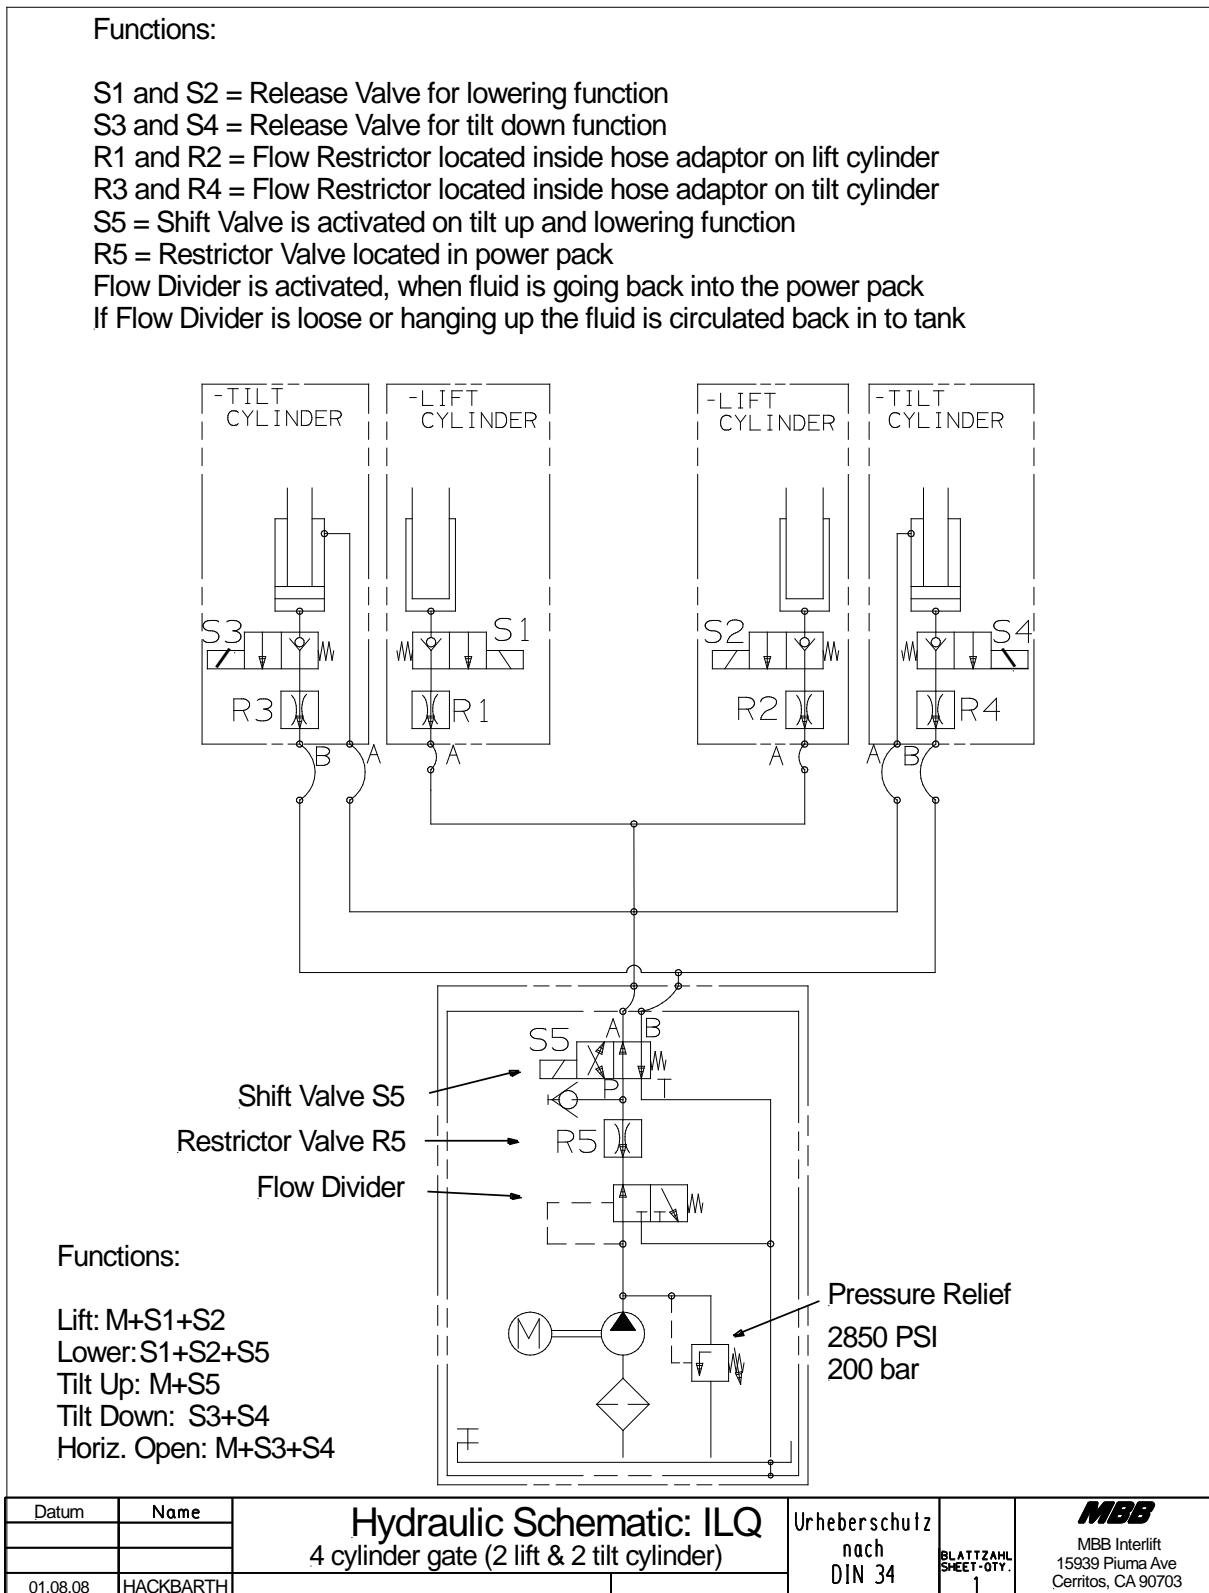 Functions:
S1 and S2 = Release Valve for lowering function
S3 and S4 = Release Valve for tilt down function
R1 and R2 = Flow Restrictor located inside hose adaptor on lift cylinder
R3 and R4 = Flow Restrictor located inside hose adaptor on tilt cylinder
S5 = Shift Valve is activated on tilt up and lowering function
R5 = Restrictor Valve located in power pack
Flow Divider is activated, when fluid is going back into the power pack
If Flow Divider is loose or hanging up the fluid is circulated back in to tank
-TILT
CYLINDER
-LIFT
CYLINDER
-LIFT
CYLINDER
-TILT
CYLINDER
S3
S1
S2
S4
R3
R1
R2
R4
B
A
A
A
A
B
A
B
S5
P
T
Shift Valve S5
Restrictor Valve R5
R5
Flow Divider
Functions:
Lift: M+S1+S2
Lower:S1+S2+S5
Tilt Up: M+S5
Tilt Down: S3+S4
Horiz. Open: M+S3+S4
M
Pressure Relief
2850 PSI
200 bar
Datum
Name
01.08.08
HACKBARTH
Hydraulic Schematic: ILQ
4 cylinder gate (2 lift & 2 tilt cylinder)
Urheberschutz
nach
DIN 34
BLATTZAHL
SHEET-QTY.
1
MBB
MBB Interlift
15939 Piuma Ave
Cerritos, CA 90703